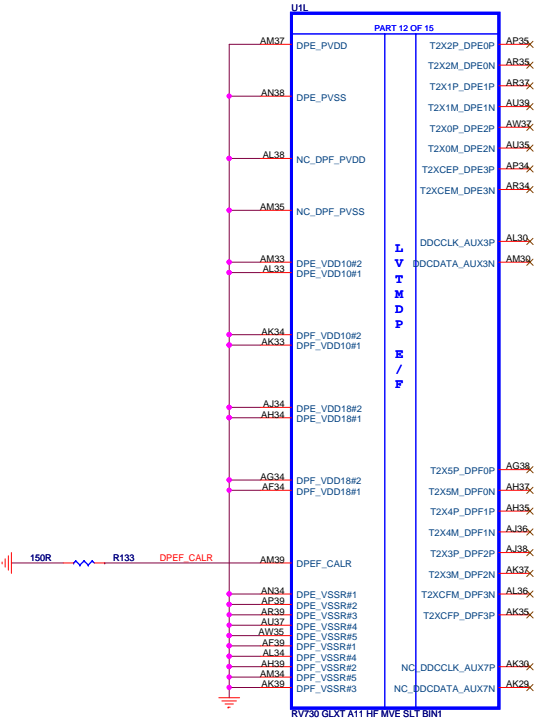 U1L
PART 12 OF 15
AM37 DPE_PVDD
AN38 DPE_PVSS
AL38 NC_DPF_PVDD
AM35 NC_DPF_PVSS
AM33 DPE_VDD10#2
AL33 DPE_VDD10#1
AK34 DPF_VDD10#2
AK33 DPF_VDD10#1
AJ34 DPE_VDD18#2
AH34 DPE_VDD18#1
AG34 DPF_VDD18#2
AF34 DPF_VDD18#1
150R R133 DPEF_CALR AM39 DPEF_CALR
AN34 DPE_VSSR#1
AP39 DPE_VSSR#2
AR39 DPE_VSSR#3
AU37 DPE_VSSR#4
AW35 DPE_VSSR#5
AF39 DPF_VSSR#1
AL34 DPF_VSSR#4
AH39 DPF_VSSR#2
AM34 DPF_VSSR#5
AK39 DPF_VSSR#3
L
V
T
M
D
P
E
/
F
T2X2P_DPE0P AP35
T2X2M_DPE0N AR35
T2X1P_DPE1P AR37
T2X1M_DPE1N AU39
T2X0P_DPE2P AW37
T2X0M_DPE2N AU35
T2XCEP_DPE3P AP34
T2XCEM_DPE3N AR34
DDCCLK_AUX3P AL30
DDCDATA_AUX3N AM30
T2X5P_DPF0P AG38
T2X5M_DPF0N AH37
T2X4P_DPF1P AH35
T2X4M_DPF1N AJ36
T2X3P_DPF2P AJ38
T2X3M_DPF2N AK37
T2XCFM_DPF3N AL36
T2XCFP_DPF3P AK35
NC_DDCCLK_AUX7P AK30
NC_DDCDATA_AUX7N AK29
RV730 GLXT A11 HF MVE SLT BIN1